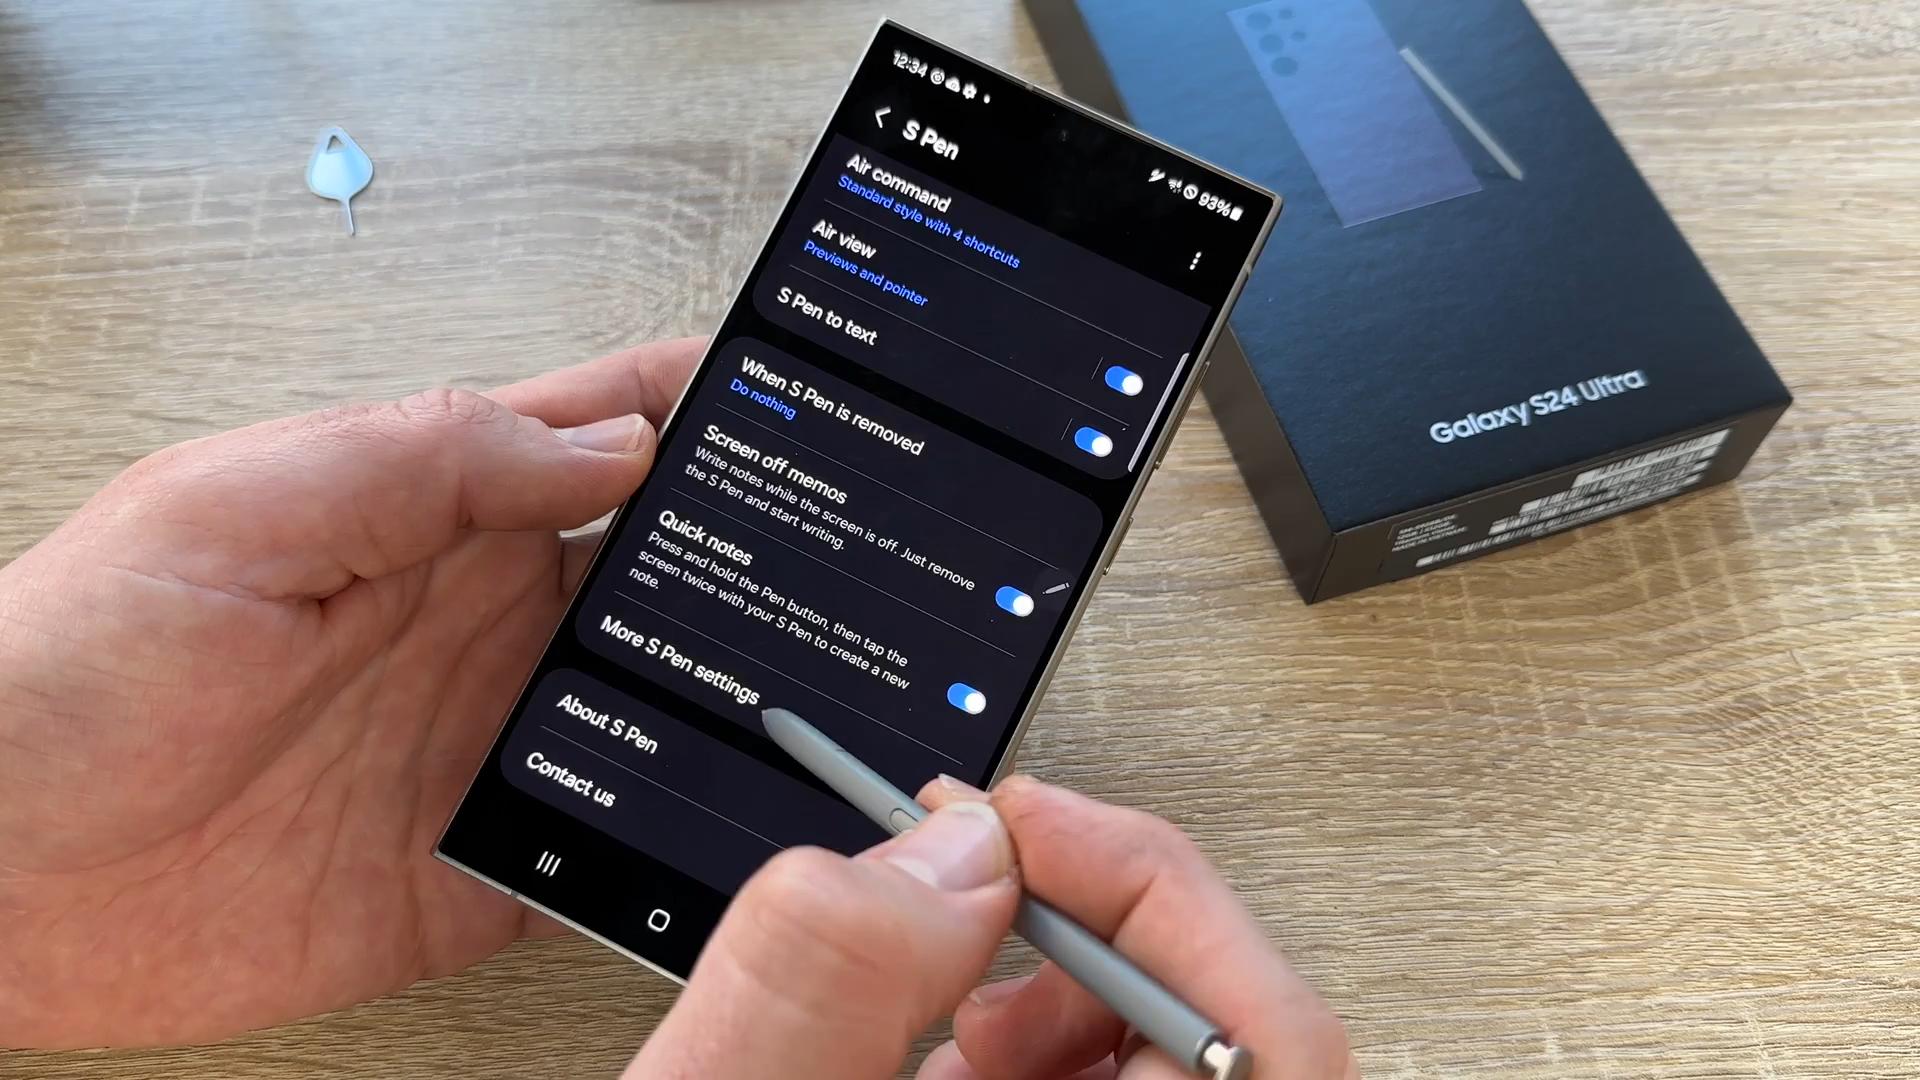 12:34
93%
S Pen
Air command
Standard style with 4 shortcuts
Air view
Previews and pointer
S Pen to text
When S Pen is removed
Do nothing
Screen off memos
Write notes while the screen is off. Just remove
the S Pen and start writing.
Quick notes
Press and hold the Pen button, then tap the
screen twice with your S Pen to create a new
note.
More S Pen settings
About S Pen
Contact us
Galaxy S24 Ultra
MADE IN VIETNAM